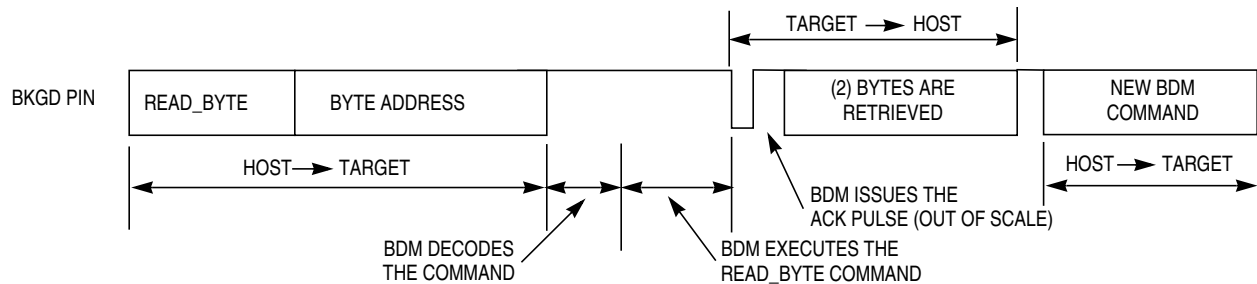 TARGET → HOST
BKGD PIN
READ_BYTE
BYTE ADDRESS
(2) BYTES ARE
RETRIEVED
NEW BDM
COMMAND
HOST → TARGET
HOST → TARGET
BDM ISSUES THE
ACK PULSE (OUT OF SCALE)
BDM DECODES
THE COMMAND
BDM EXECUTES THE
READ_BYTE COMMAND